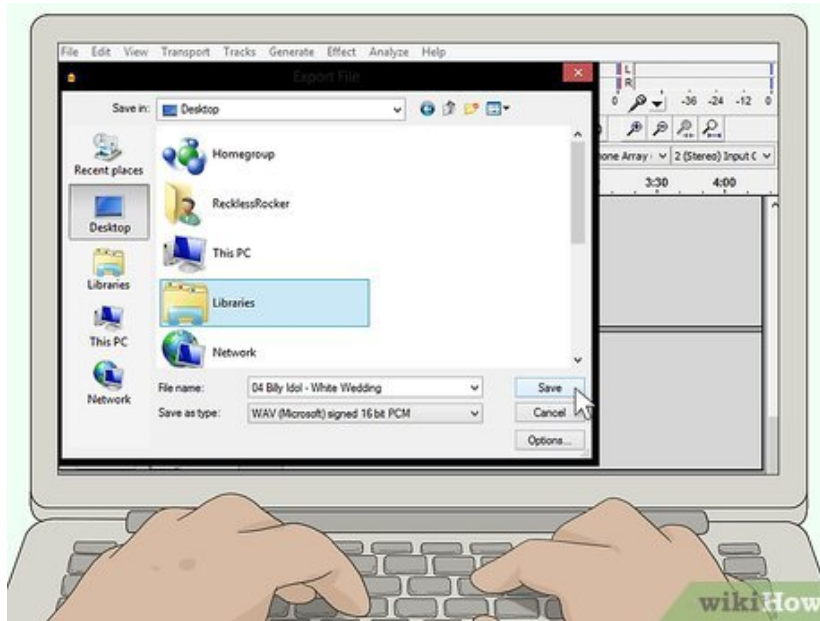 File Edit View Transport Tracks Generate Effect Analyze Help
Export File
L
R
0 -36 -24 -12 0
Save in: Desktop
Homegroup
one Array 2 (Stereo) Input C
Recent places
3:30 4:00
RecklessRocker
Desktop
This PC
Libraries
Libraries
This PC
Network
Network
File name: 04 Billy Idol - White Wedding Save
Save as type: WAV (Microsoft) signed 16 bit PCM Cancel
Options...
wikiHow